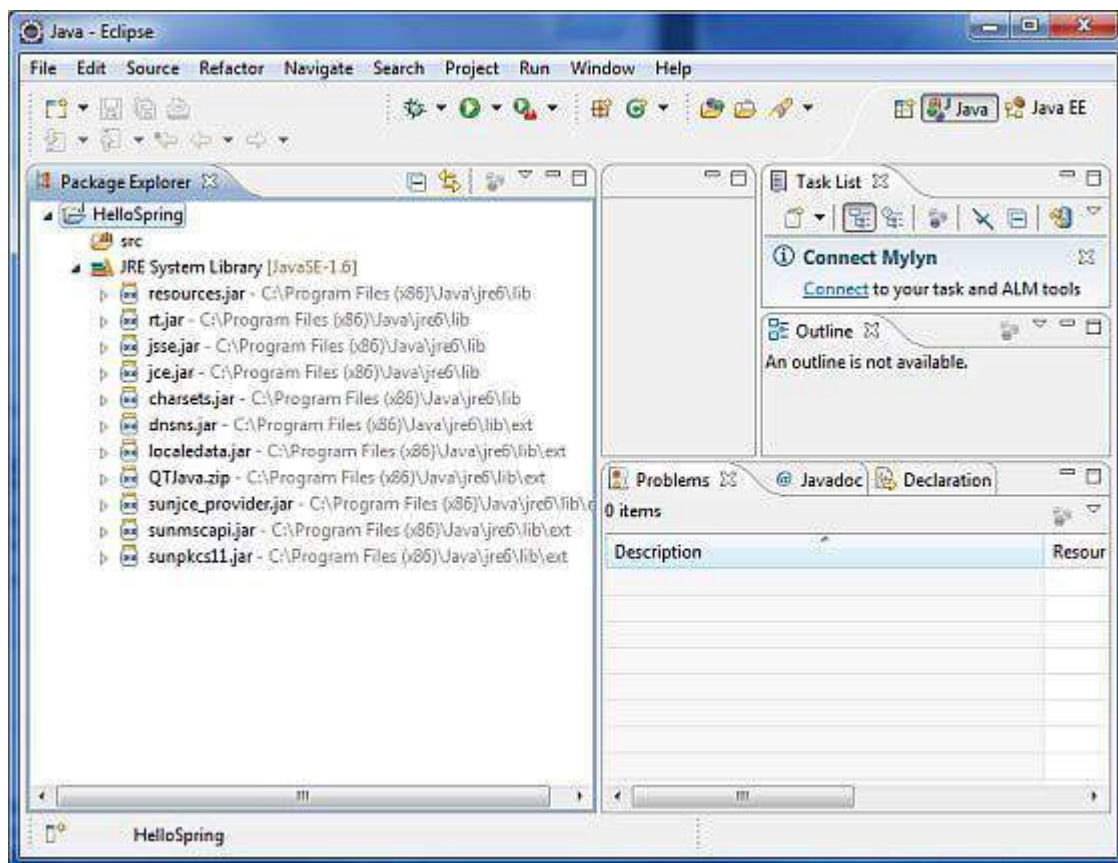 Java - Eclipse
File Edit Source Refactor Navigate Search Project Run Window Help
Java Java EE
Package Explorer
HelloSpring
src
JRE System Library [JavaSE-1.6]
resources.jar - C:\Program Files (x86)\Java\jre6\lib
rt.jar - C:\Program Files (x86)\Java\jre6\lib
jsse.jar - C:\Program Files (x86)\Java\jre6\lib
jce.jar - C:\Program Files (x86)\Java\jre6\lib
charsets.jar - C:\Program Files (x86)\Java\jre6\lib
dnsns.jar - C:\Program Files (x86)\Java\jre6\lib\ext
localedata.jar - C:\Program Files (x86)\Java\jre6\lib\ext
QTJava.zip - C:\Program Files (x86)\Java\jre6\lib\ext
sunjce_provider.jar - C:\Program Files (x86)\Java\jre6\lib\
sunmscapi.jar - C:\Program Files (x86)\Java\jre6\lib\ext
sunpkcs11.jar - C:\Program Files (x86)\Java\jre6\lib\ext
Task List
Connect Mylyn
Connect to your task and ALM tools
Outline
An outline is not available.
Problems @ Javadoc Declaration
0 items
Description Resour
HelloSpring